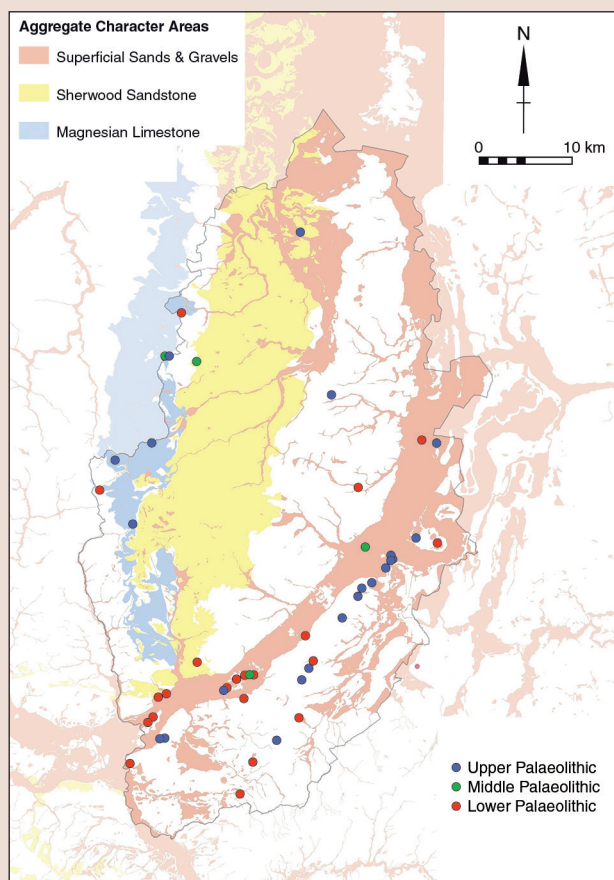 Aggregate Character Areas
Superficial Sands & Gravels
Sherwood Sandstone
Magnesian Limestone
N
0 10 km
Upper Palaeolithic
Middle Palaeolithic
Lower Palaeolithic